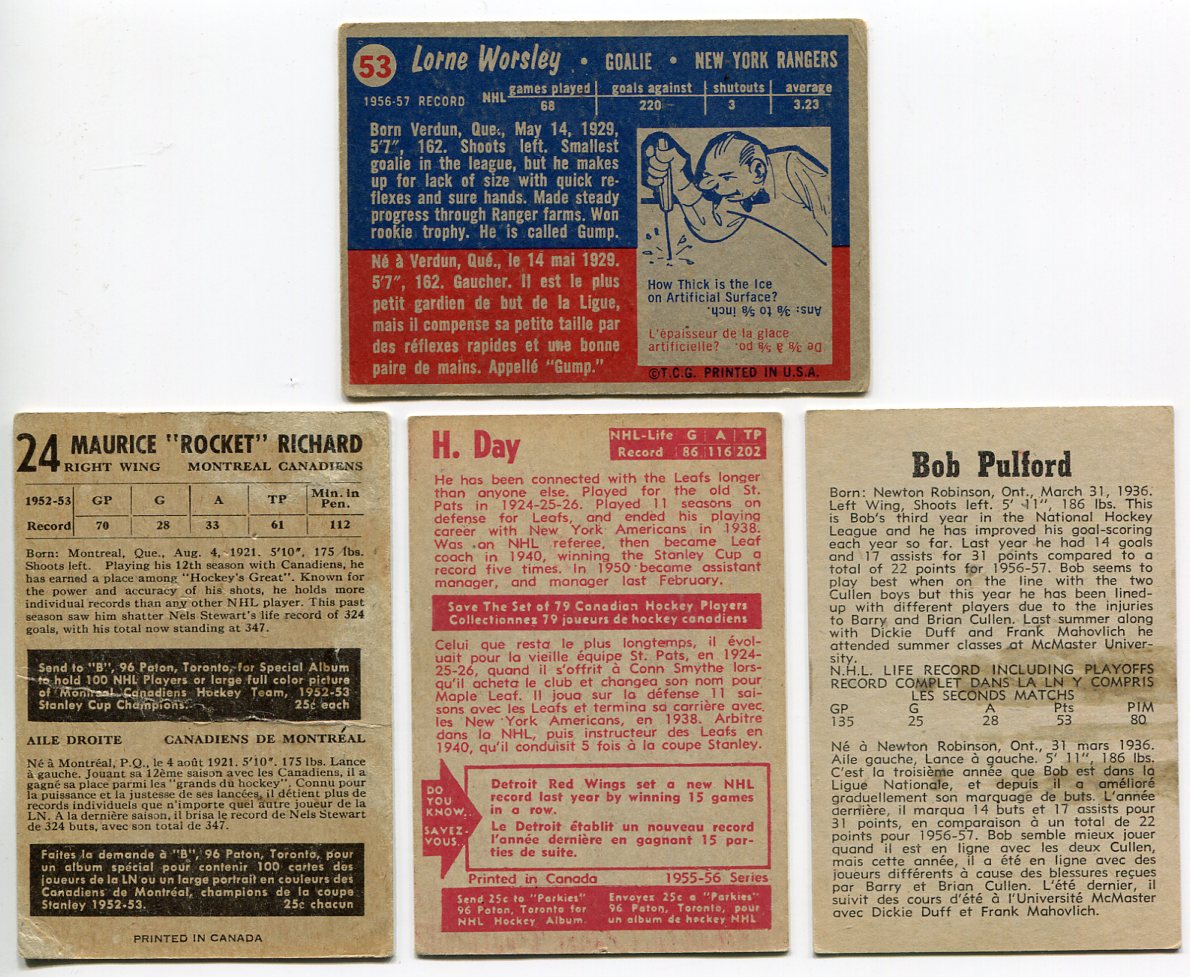 53 Lorne Worsley • GOALIE • NEW YORK RANGERS
1956-57 RECORD NHL games played goals against shutouts average
68 220 3 3.23
Born Verdun, Que., May 14, 1929,
5'7", 162. Shoots left. Smallest
goalie in the league, but he makes
up for lack of size with quick re-
flexes and sure hands. Made steady
progress through Ranger farms. Won
rookie trophy. He is called Gump.
Né à Verdun, Qué., le 14 mai 1929.
5'7", 162. Gaucher. Il est le plus
petit gardien de but de la Ligue,
mais il compense sa petite taille par
des réflexes rapides et une bonne
paire de mains. Appellé "Gump."
How Thick is the Ice
on Artificial Surface?
Ans: ⅜ to ⅝ inch.
L'épaisseur de la glace
artificielle?
De ⅜ à ⅝ po.
©T.C.G. PRINTED IN U.S.A.
24 MAURICE "ROCKET" RICHARD
RIGHT WING MONTREAL CANADIENS
1952-53 GP G A TP Min. in Pen.
Record 70 28 33 61 112
Born: Montreal, Que., Aug. 4, 1921. 5'10", 175 lbs.
Shoots left. Playing his 12th season with Canadiens, he
has earned a place among "Hockey's Great". Known for
the power and accuracy of his shots, he holds more
individual records than any other NHL player. This past
season saw him shatter Nels Stewart's life record of 324
goals, with his total now standing at 347.
Send to "B", 96 Paton, Toronto, for Special Album
to hold 100 NHL Players or large full color picture
of Montreal Canadiens Hockey Team, 1952-53
Stanley Cup Champions. 25c each
AILE DROITE CANADIENS DE MONTRÉAL
Né à Montréal, P.Q., le 4 août 1921. 5'10", 175 lbs. Lance
à gauche. Jouant sa 12ème saison avec les Canadiens, il a
gagné sa place parmi les "grands du hockey". Connu pour
la puissance et la justesse de ses lancées, il détient plus de
records individuels que n'importe quel autre joueur de la
LN. A la dernière saison, il brisa le record de Nels Stewart
de 324 buts, avec son total de 347.
Faites la demande à "B", 96 Paton, Toronto, pour
un album spécial pour contenir 100 cartes des
joueurs de la LN ou un large portrait en couleurs des
Canadiens de Montréal, champions de la coupe
Stanley 1952-53. 25c chacun
PRINTED IN CANADA
H. Day
NHL-Life G A TP
Record 86 116 202
He has been connected with the Leafs longer
than anyone else. Played for the old St.
Pats in 1924-25-26. Played 11 seasons on
defense for Leafs, and ended his playing
career with New York Americans in 1938.
Was an NHL referee, then became Leaf
coach in 1940, winning the Stanley Cup a
record five times. In 1950 became assistant
manager, and manager last February.
Save The Set of 79 Canadian Hockey Players
Collectionnez 79 joueurs de hockey canadiens
Celui que resta le plus longtemps, il évol-
uait pour la vieille équipe St. Pats, en 1924-
25-26, quand il s'offrit à Conn Smythe lors-
qu'il acheta le club et changea son nom pour
Maple Leaf. Il joua sur la défense 11 sai-
sons avec les Leafs et termina sa carrière avec
les New York Americans, en 1938. Arbitre
dans la NHL, puis instructeur des Leafs en
1940, qu'il conduisit 5 fois à la coupe Stanley.
DO YOU KNOW.
SAVEZ-VOUS.
Detroit Red Wings set a new NHL
record last year by winning 15 games
in a row.
Le Detroit établit un nouveau record
l'année dernière en gagnant 15 par-
ties de suite.
Printed in Canada 1955-56 Series
Send 25c to "Parkies"
96 Paton, Toronto for
NHL Hockey Album.
Envoyez 25c a "Parkies"
96 Paton, Toronto, pour
un album de hockey NHL
Bob Pulford
Born: Newton Robinson, Ont., March 31, 1936.
Left Wing, Shoots left. 5' 11", 186 lbs. This
is Bob's third year in the National Hockey
League and he has improved his goal-scoring
each year so far. Last year he had 14 goals
and 17 assists for 31 points compared to a
total of 22 points for 1956-57. Bob seems to
play best when on the line with the two
Cullen boys but this year he has been lined-
up with different players due to the injuries
to Barry and Brian Cullen. Last summer along
with Dickie Duff and Frank Mahovlich he
attended summer classes at McMaster Univer-
sity.
N.H.L. LIFE RECORD INCLUDING PLAYOFFS
RECORD COMPLET DANS LA LN Y COMPRIS
LES SECONDS MATCHS
GP G A Pts PIM
135 25 28 53 80
Né à Newton Robinson, Ont., 31 mars 1936.
Aile gauche, Lance à gauche. 5' 11", 186 lbs.
C'est la troisième année que Bob est dans la
Ligue Nationale, et depuis il a amélioré
graduellement son marquage de buts. L'année
dernière, il marqua 14 buts et 17 assists pour
31 points, en comparaison à un total de 22
points pour 1956-57. Bob semble mieux jouer
quand il est en ligne avec les deux Cullen,
mais cette année, il a été en ligne avec des
joueurs différents à cause des blessures reçues
par Barry et Brian Cullen. L'été dernier, il
suivit des cours d'été à l'Université McMaster
avec Dickie Duff et Frank Mahovlich.